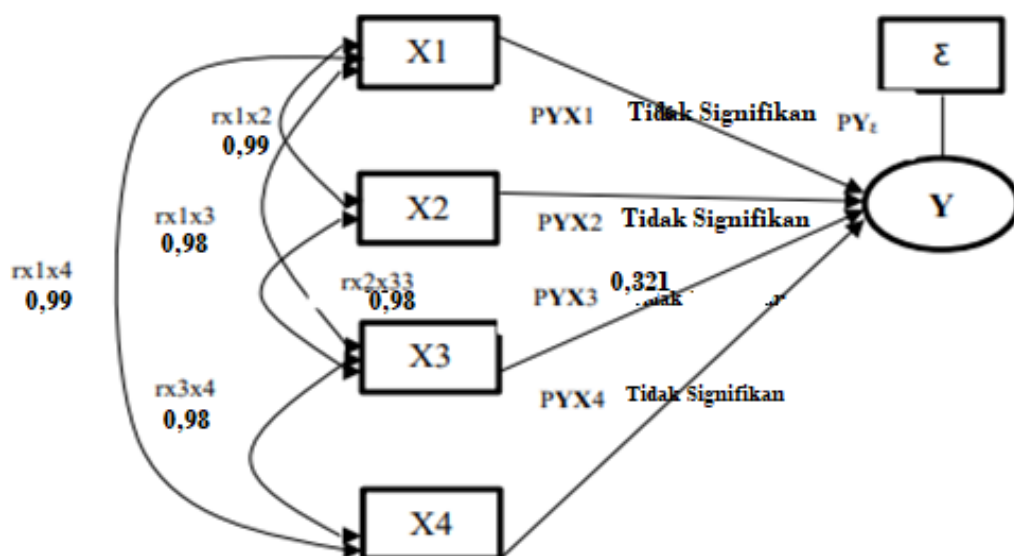 X1
ε
rx1x2
0,99
PYX1 Tidak Signifikan
PYε
X2
Y
rx1x3
0,98
PYX2 Tidak Signifikan
rx1x4
0,99
rx2x33
0,98
PYX3 0,321
X3
rx3x4
0,98
PYX4 Tidak Signifikan
X4